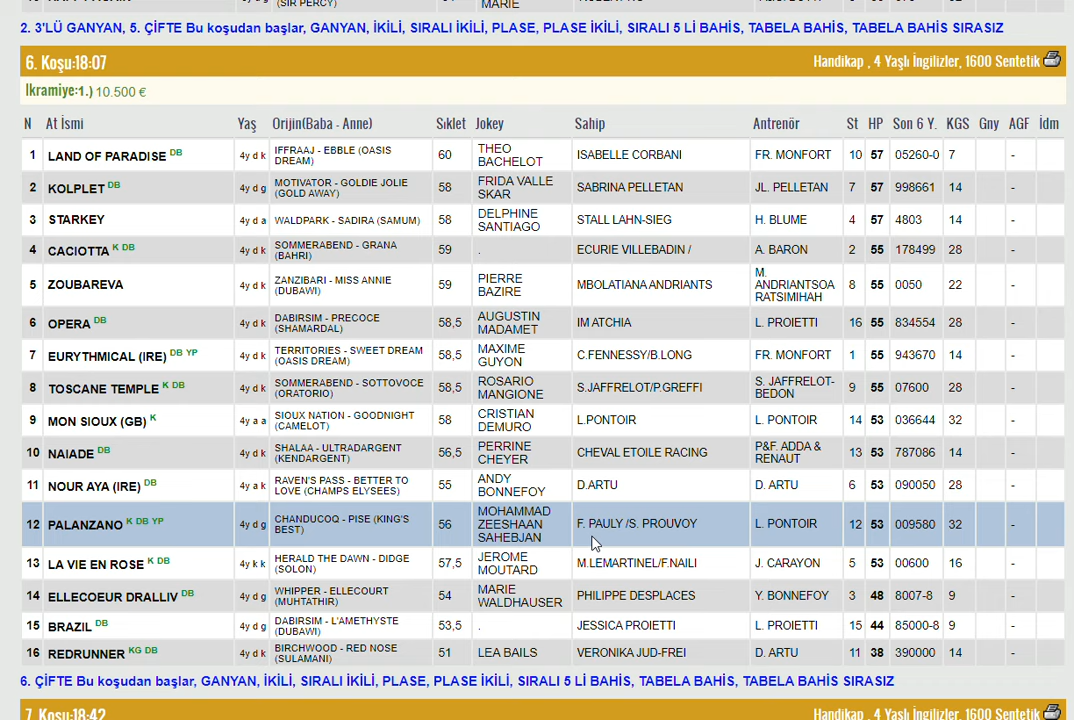 MARIE
2. 3'LÜ GANYAN, 5. ÇİFTE Bu koşudan başlar, GANYAN, İKİLİ, SIRALI İKİLİ, PLASE, PLASE İKİLİ, SIRALI 5 Lİ BAHİS, TABELA BAHİS, TABELA BAHİS SIRASIZ
6. Koşu:18:07 Handikap , 4 Yaşlı İngilizler, 1600 Sentetik
Ikramiye:1.) 10.500 €
N At İsmi Yaş Orijin(Baba - Anne) Sıklet Jokey Sahip Antrenör St HP Son 6 Y. KGS Gny AGF İdm
1 LAND OF PARADISE DB 4y d k IFFRAAJ - EBBLE (OASIS DREAM) 60 THEO BACHELOT ISABELLE CORBANI FR. MONFORT 10 57 05260-0 7 -
2 KOLPLET DB 4y d g MOTIVATOR - GOLDIE JOLIE (GOLD AWAY) 58 FRIDA VALLE SKAR SABRINA PELLETAN JL. PELLETAN 7 57 998661 14 -
3 STARKEY 4y d a WALDPARK - SADIRA (SAMUM) 58 DELPHINE SANTIAGO STALL LAHN-SIEG H. BLUME 4 57 4803 14 -
4 CACIOTTA K DB 4y d k SOMMERABEND - GRANA (BAHRI) 59 . ECURIE VILLEBADIN / A. BARON 2 55 178499 28 -
5 ZOUBAREVA 4y d k ZANZIBARI - MISS ANNIE (DUBAWI) 59 PIERRE BAZIRE MBOLATIANA ANDRIANTS M. ANDRIANTSOA RATSIMIHAH 8 55 0050 22 -
6 OPERA DB 4y d k DABIRSIM - PRECOCE (SHAMARDAL) 58,5 AUGUSTIN MADAMET IM ATCHIA L. PROIETTI 16 55 834554 28 -
7 EURYTHMICAL (IRE) DB YP 4y d k TERRITORIES - SWEET DREAM (OASIS DREAM) 58,5 MAXIME GUYON C.FENNESSY/B.LONG FR. MONFORT 1 55 943670 14 -
8 TOSCANE TEMPLE K DB 4y d k SOMMERABEND - SOTTOVOCE (ORATORIO) 58,5 ROSARIO MANGIONE S.JAFFRELOT/P.GREFFI S. JAFFRELOT-BEDON 9 55 07600 28 -
9 MON SIOUX (GB) K 4y a a SIOUX NATION - GOODNIGHT (CAMELOT) 58 CRISTIAN DEMURO L.PONTOIR L. PONTOIR 14 53 036644 32 -
10 NAIADE DB 4y d k SHALAA - ULTRADARGENT (KENDARGENT) 56,5 PERRINE CHEYER CHEVAL ETOILE RACING P&F. ADDA & RENAUT 13 53 787086 14 -
11 NOUR AYA (IRE) DB 4y a k RAVEN'S PASS - BETTER TO LOVE (CHAMPS ELYSEES) 55 ANDY BONNEFOY D.ARTU D. ARTU 6 53 090050 28 -
12 PALANZANO K DB YP 4y d g CHANDUCOQ - PISE (KING'S BEST) 56 MOHAMMAD ZEESHAAN SAHEBJAN F. PAULY /S. PROUVOY L. PONTOIR 12 53 009580 32 -
13 LA VIE EN ROSE K DB 4y k k HERALD THE DAWN - DIDGE (SOLON) 57,5 JEROME MOUTARD M.LEMARTINEL/F.NAILI J. CARAYON 5 53 00600 16 -
14 ELLECOEUR DRALLIV DB 4y d g WHIPPER - ELLECOURT (MUHTATHIR) 54 MARIE WALDHAUSER PHILIPPE DESPLACES Y. BONNEFOY 3 48 8007-8 9 -
15 BRAZIL DB 4y d g DABIRSIM - L'AMETHYSTE (DUBAWI) 53,5 . JESSICA PROIETTI L. PROIETTI 15 44 85000-8 9 -
16 REDRUNNER KG DB 4y d k BIRCHWOOD - RED NOSE (SULAMANI) 51 LEA BAILS VERONIKA JUD-FREI D. ARTU 11 38 390000 14 -
6. ÇİFTE Bu koşudan başlar, GANYAN, İKİLİ, SIRALI İKİLİ, PLASE, PLASE İKİLİ, SIRALI 5 Lİ BAHİS, TABELA BAHİS, TABELA BAHİS SIRASIZ
7. Koşu:18:42 Handikap , 4 Yaşlı İngilizler, 1600 Sentetik